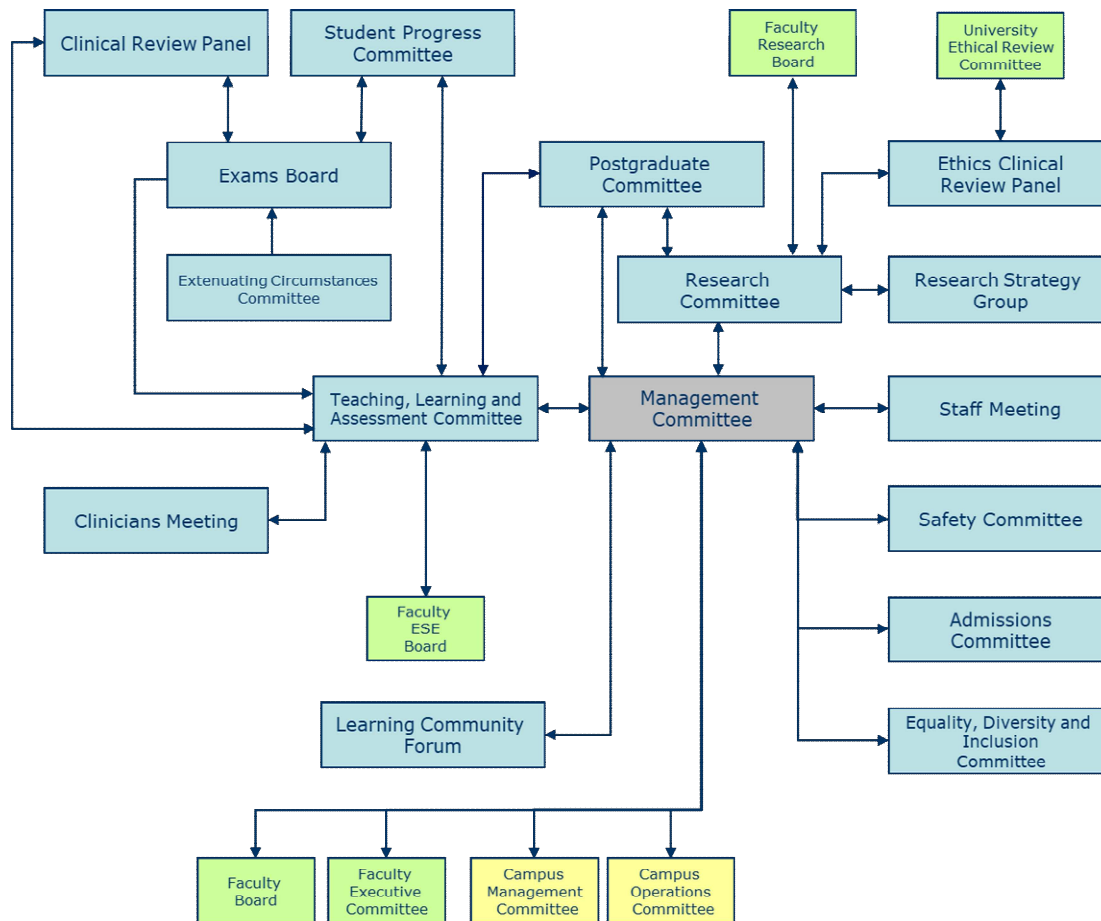 Clinical Review Panel
Student Progress
Committee
Faculty
Research
Board
University
Ethical Review
Committee
Exams Board
Postgraduate
Committee
Ethics Clinical
Review Panel
Extenuating Circumstances
Committee
Research
Committee
Research Strategy
Group
Teaching, Learning and
Assessment Committee
Management
Committee
Staff Meeting
Clinicians Meeting
Safety Committee
Faculty
ESE
Board
Admissions
Committee
Learning Community
Forum
Equality, Diversity and
Inclusion
Committee
Faculty
Board
Faculty
Executive
Committee
Campus
Management
Committee
Campus
Operations
Committee